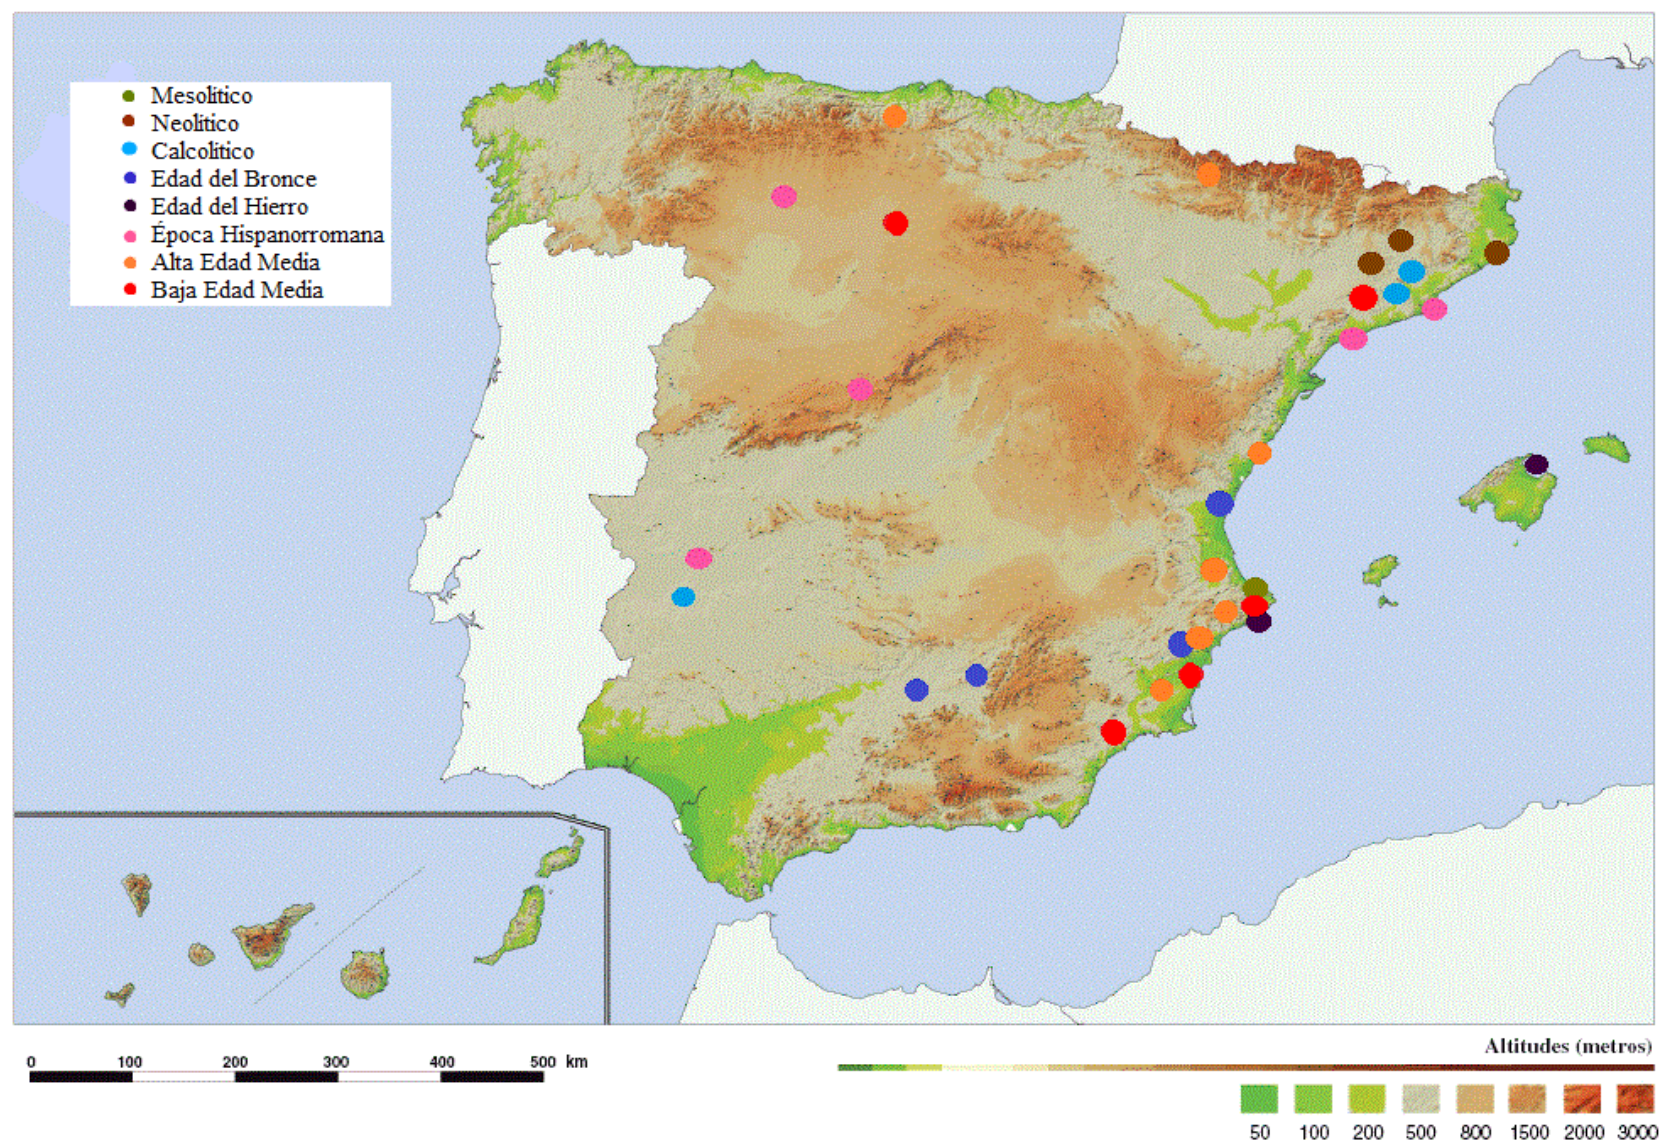 Mesolítico
Neolítico
Calcolítico
Edad del Bronce
Edad del Hierro
Época Hispanorromana
Alta Edad Media
Baja Edad Media
0 100 200 300 400 500 km
Altitudes (metros)
50 100 200 500 800 1500 2000 3000